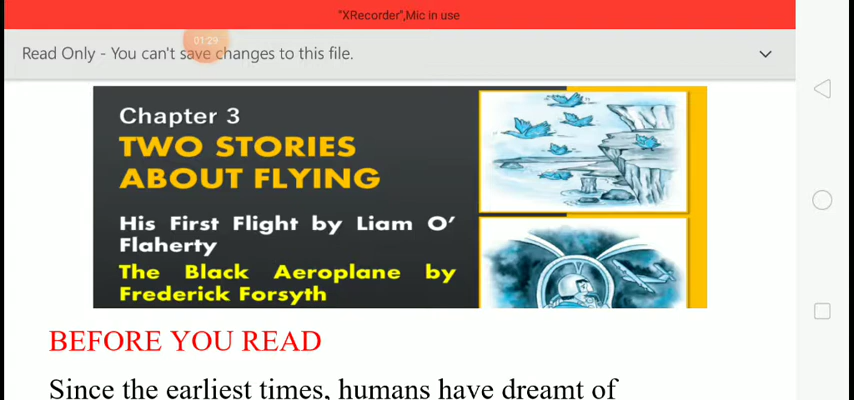 "XRecorder",Mic in use
01:29
Read Only - You can't save changes to this file.
Chapter 3
TWO STORIES
ABOUT FLYING
His First Flight by Liam O'
Flaherty
The Black Aeroplane by
Frederick Forsyth
BEFORE YOU READ
Since the earliest times, humans have dreamt of